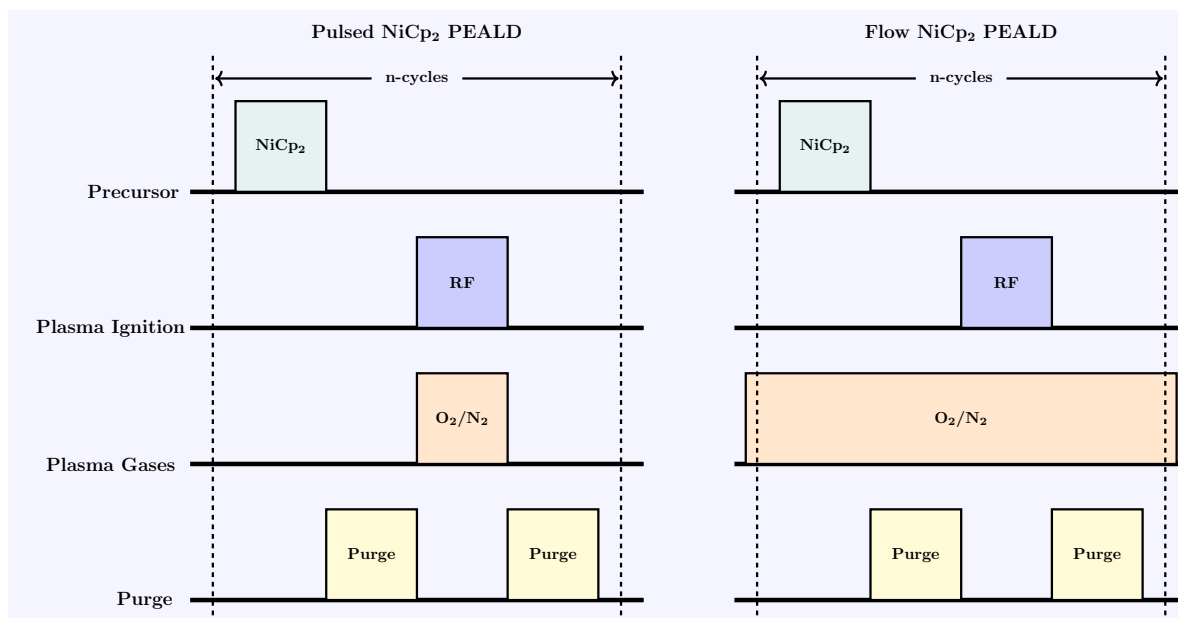 Pulsed NiCp₂ PEALD
Flow NiCp₂ PEALD
n-cycles
n-cycles
NiCp₂
NiCp₂
Precursor
RF
RF
Plasma Ignition
O₂/N₂
O₂/N₂
Plasma Gases
Purge
Purge
Purge
Purge
Purge